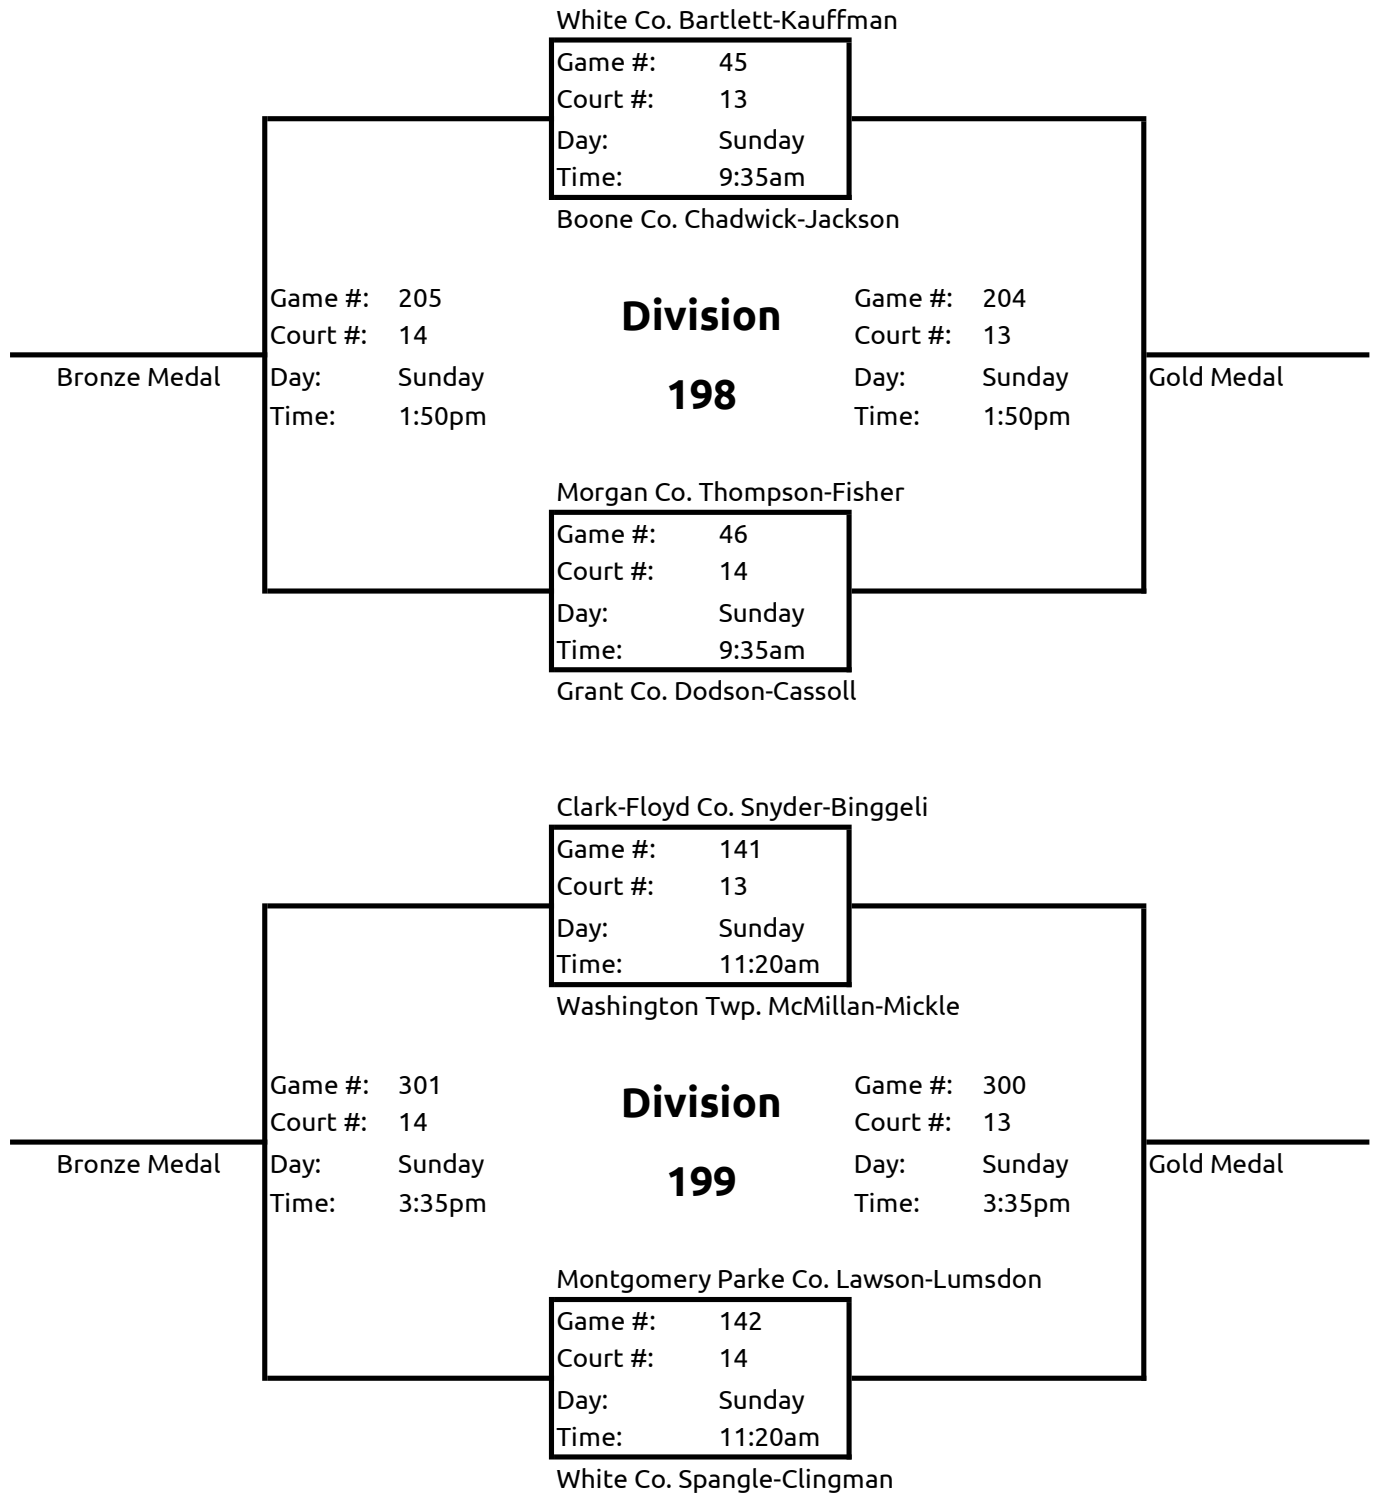 White Co. Bartlett-Kauffman
Game #: 45
Court #: 13
Day: Sunday
Time: 9:35am
Boone Co. Chadwick-Jackson
Game #: 205
Court #: 14
Day: Sunday
Time: 1:50pm
Bronze Medal
Division
198
Game #: 204
Court #: 13
Day: Sunday
Time: 1:50pm
Gold Medal
Morgan Co. Thompson-Fisher
Game #: 46
Court #: 14
Day: Sunday
Time: 9:35am
Grant Co. Dodson-Cassoll
Clark-Floyd Co. Snyder-Binggeli
Game #: 141
Court #: 13
Day: Sunday
Time: 11:20am
Washington Twp. McMillan-Mickle
Game #: 301
Court #: 14
Day: Sunday
Time: 3:35pm
Bronze Medal
Division
199
Game #: 300
Court #: 13
Day: Sunday
Time: 3:35pm
Gold Medal
Montgomery Parke Co. Lawson-Lumsdon
Game #: 142
Court #: 14
Day: Sunday
Time: 11:20am
White Co. Spangle-Clingman